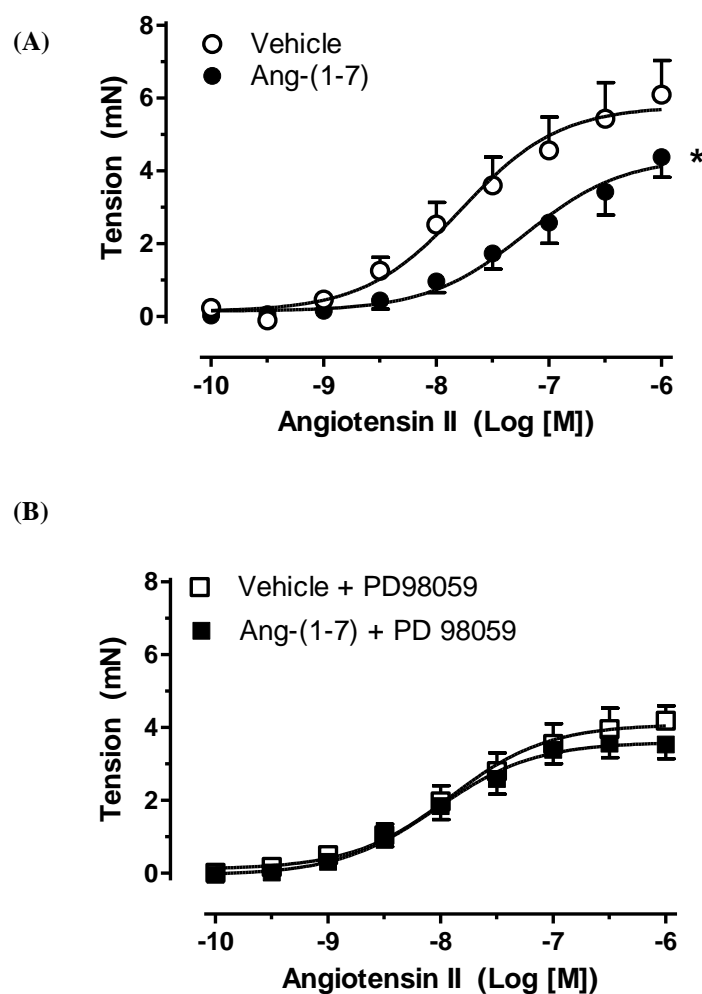 (A)
Vehicle
Ang-(1-7)
8
6
4
2
0
Tension (mN)
*
-10 -9 -8 -7 -6
Angiotensin II (Log [M])
(B)
Vehicle + PD98059
Ang-(1-7) + PD 98059
8
6
4
2
0
Tension (mN)
-10 -9 -8 -7 -6
Angiotensin II (Log [M])